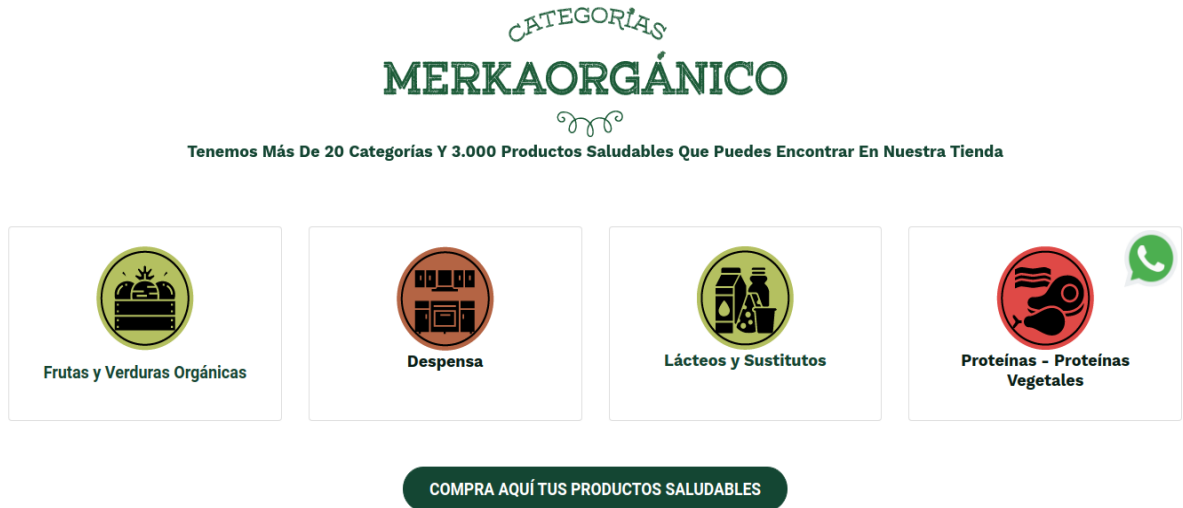 CATEGORÍAS
MERKAORGÁNICO
Tenemos Más De 20 Categorías Y 3.000 Productos Saludables Que Puedes Encontrar En Nuestra Tienda
Frutas y Verduras Orgánicas
Despensa
Lácteos y Sustitutos
Proteínas - Proteínas
Vegetales
COMPRA AQUÍ TUS PRODUCTOS SALUDABLES